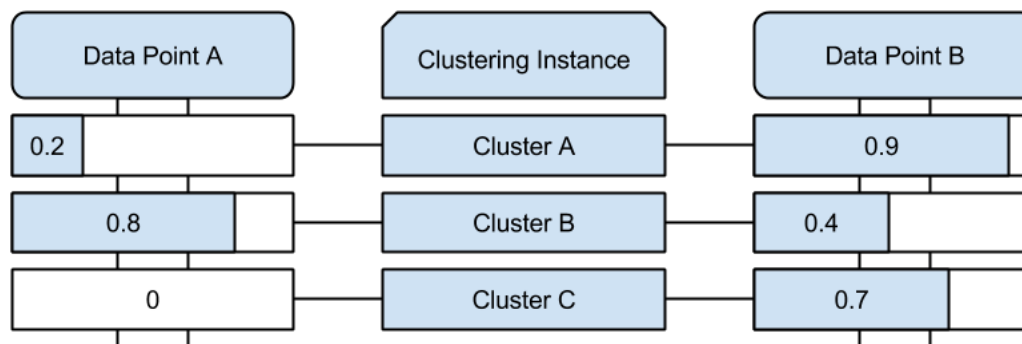 Data Point A
Clustering Instance
Data Point B
0.2
Cluster A
0.9
0.8
Cluster B
0.4
0
Cluster C
0.7